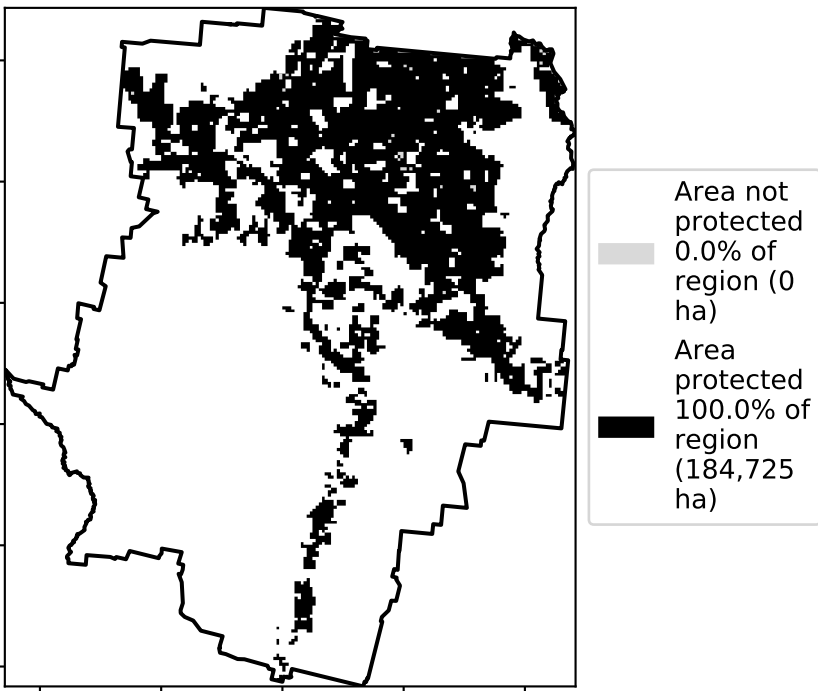 Area not
protected
0.0% of
region (0
ha)
Area
protected
100.0% of
region
(184,725
ha)